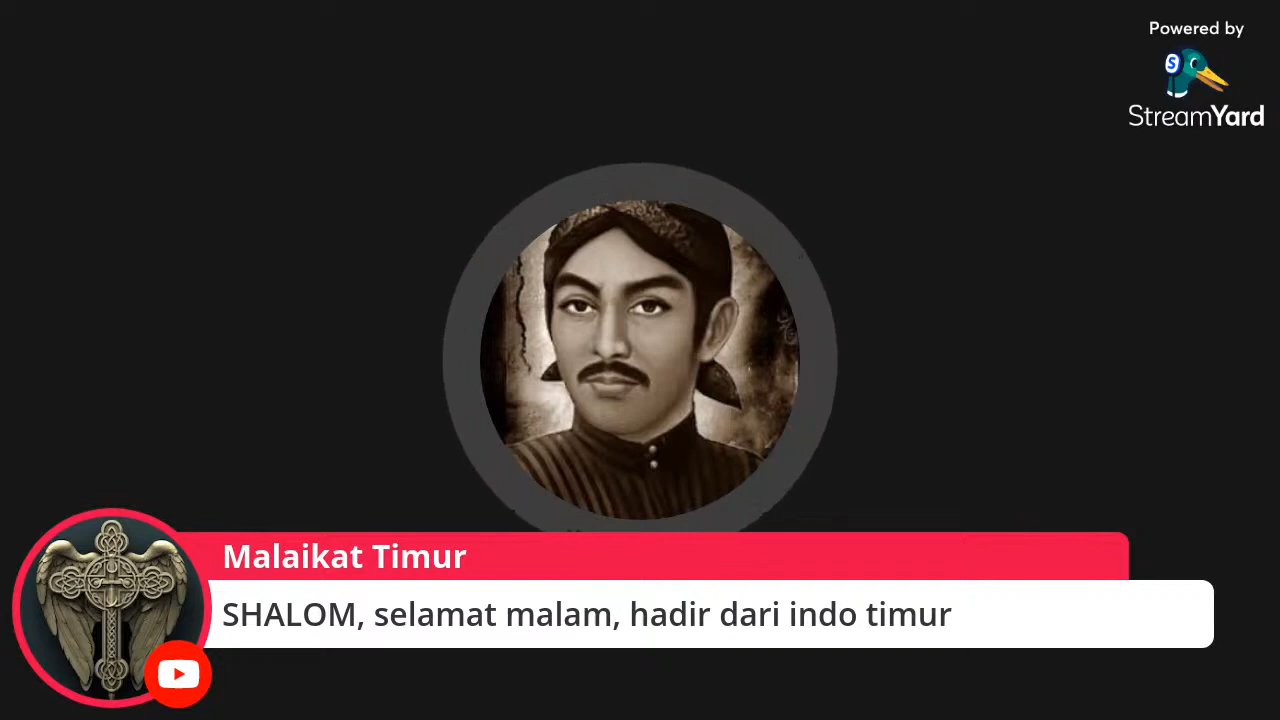 Powered by
StreamYard
Malaikat Timur
SHALOM, selamat malam, hadir dari indo timur